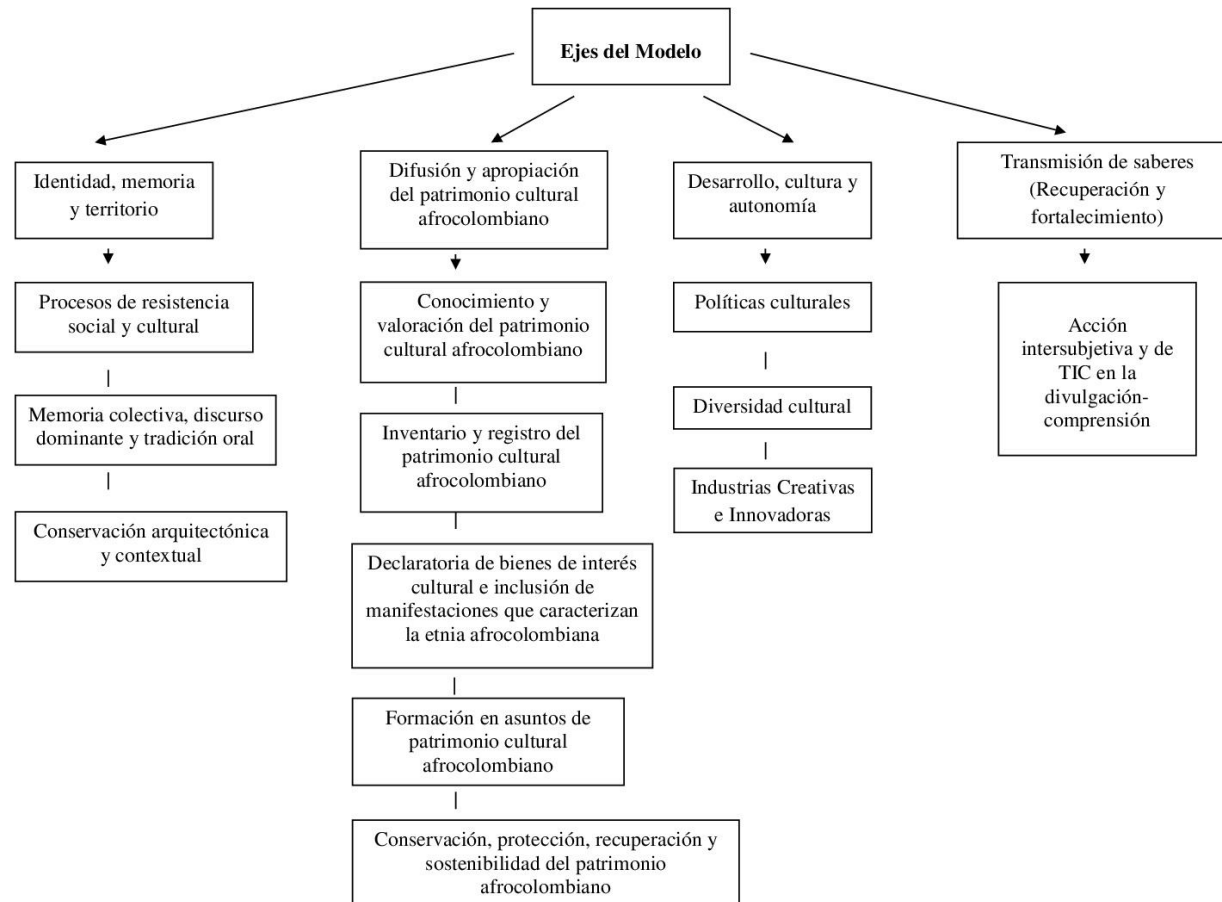 Ejes del Modelo
Identidad, memoria
y territorio
Procesos de resistencia
social y cultural
Memoria colectiva, discurso
dominante y tradición oral
Conservación arquitectónica
y contextual
Difusión y apropiación
del patrimonio cultural
afrocolombiano
Conocimiento y
valoración del patrimonio
cultural afrocolombiano
Inventario y registro del
patrimonio cultural
afrocolombiano
Declaratoria de bienes de interés
cultural e inclusión de
manifestaciones que caracterizan
la etnia afrocolombiana
Formación en asuntos de
patrimonio cultural
afrocolombiano
Conservación, protección, recuperación y
sostenibilidad del patrimonio
afrocolombiano
Desarrollo, cultura y
autonomía
Políticas culturales
Diversidad cultural
Industrias Creativas
e Innovadoras
Transmisión de saberes
(Recuperación y
fortalecimiento)
Acción
intersubjetiva y de
TIC en la
divulgación-
comprensión